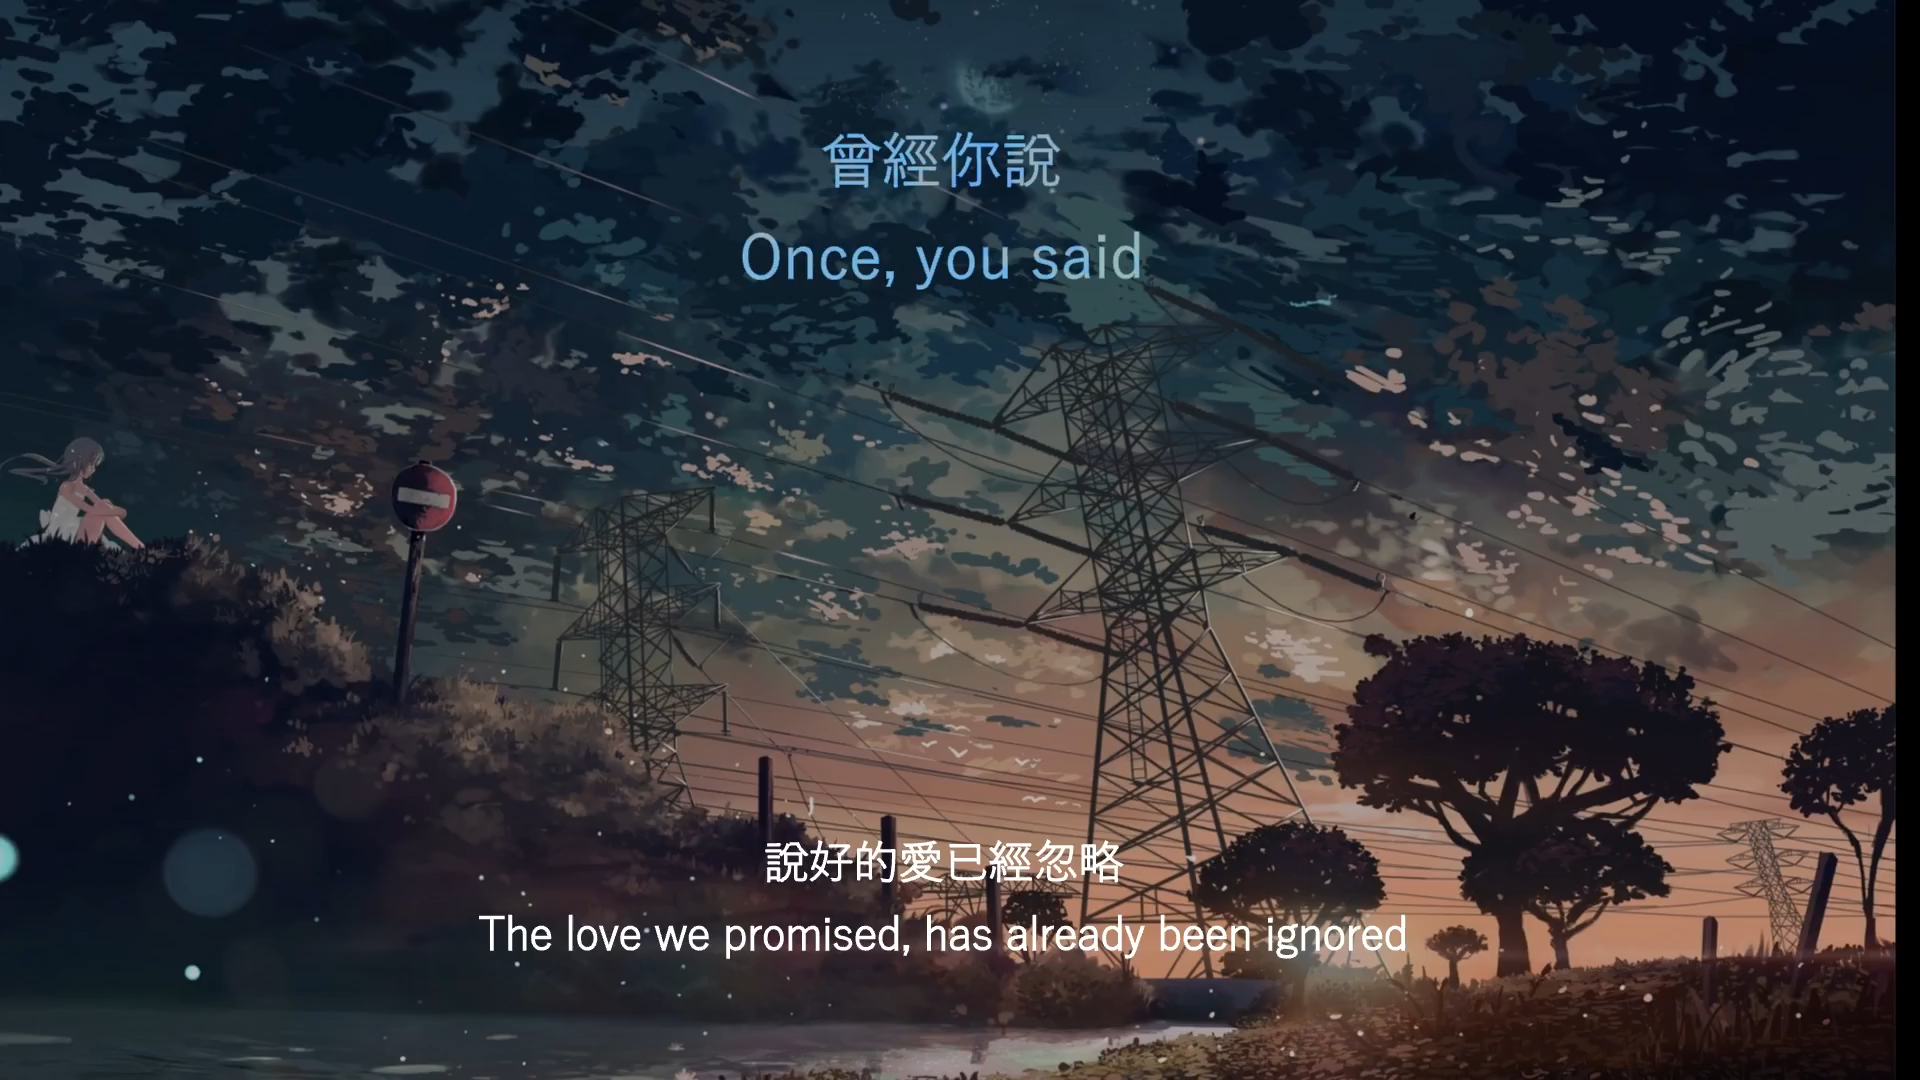 曾經你說
Once, you said
說好的愛已經忽略
The love we promised, has already been ignored